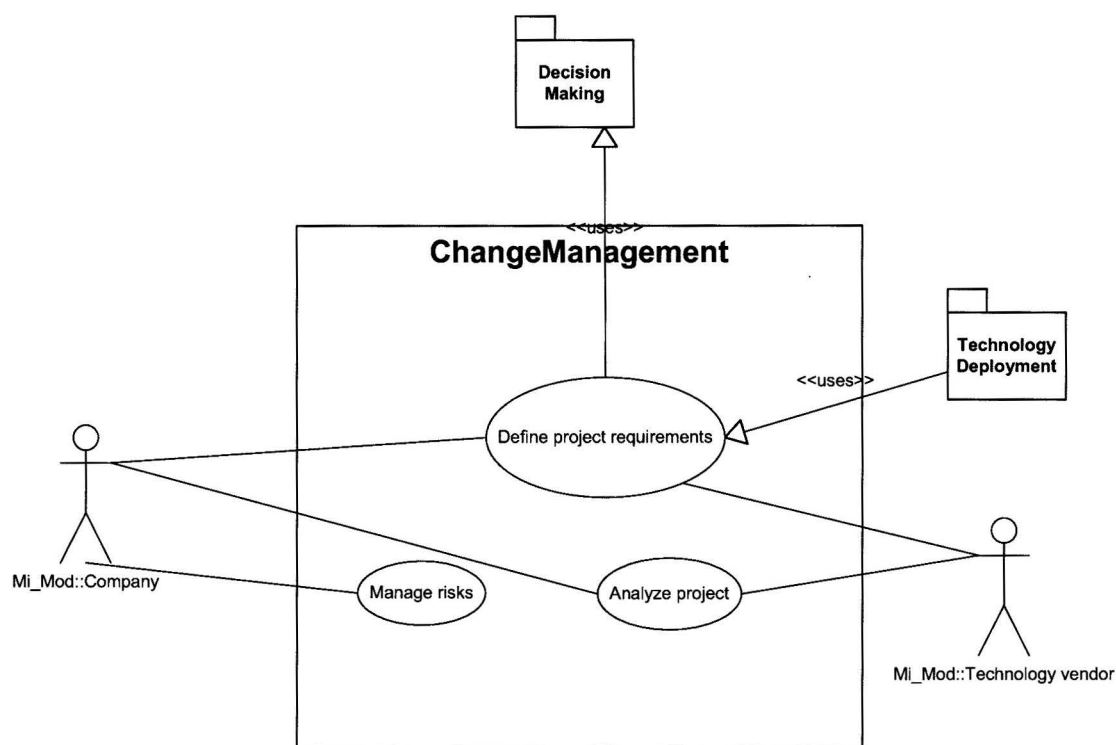 Decision
Making
<<uses>>
ChangeManagement
Technology
Deployment
<<uses>>
Define project requirements
Mi_Mod::Company
Manage risks
Analyze project
Mi_Mod::Technology vendor